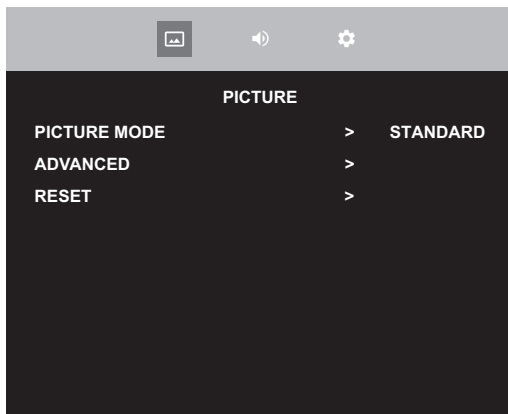 PICTURE
PICTURE MODE > STANDARD
ADVANCED >
RESET >